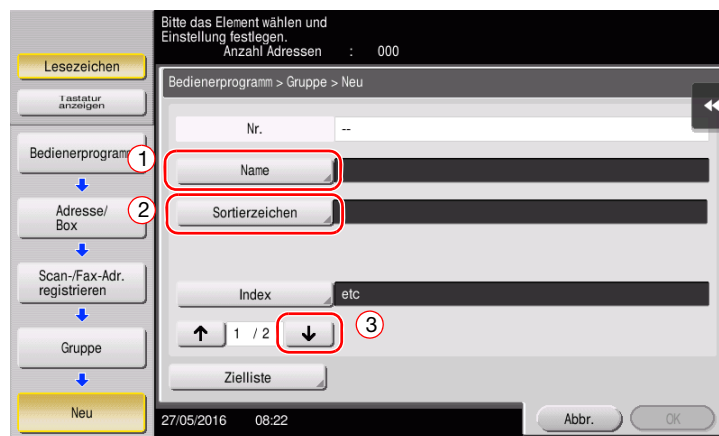 Bitte das Element wählen und
Einstellung festlegen.
Anzahl Adressen : 000
Lesezeichen
Tastatur
anzeigen
Bedienerprogramm
Adresse/
Box
Scan-/Fax-Adr.
registrieren
Gruppe
Neu
Bedienerprogramm > Gruppe > Neu
Nr. --
1
Name
2
Sortierzeichen
Index etc
1 / 2
3
Zielliste
27/05/2016 08:22
Abbr.
OK